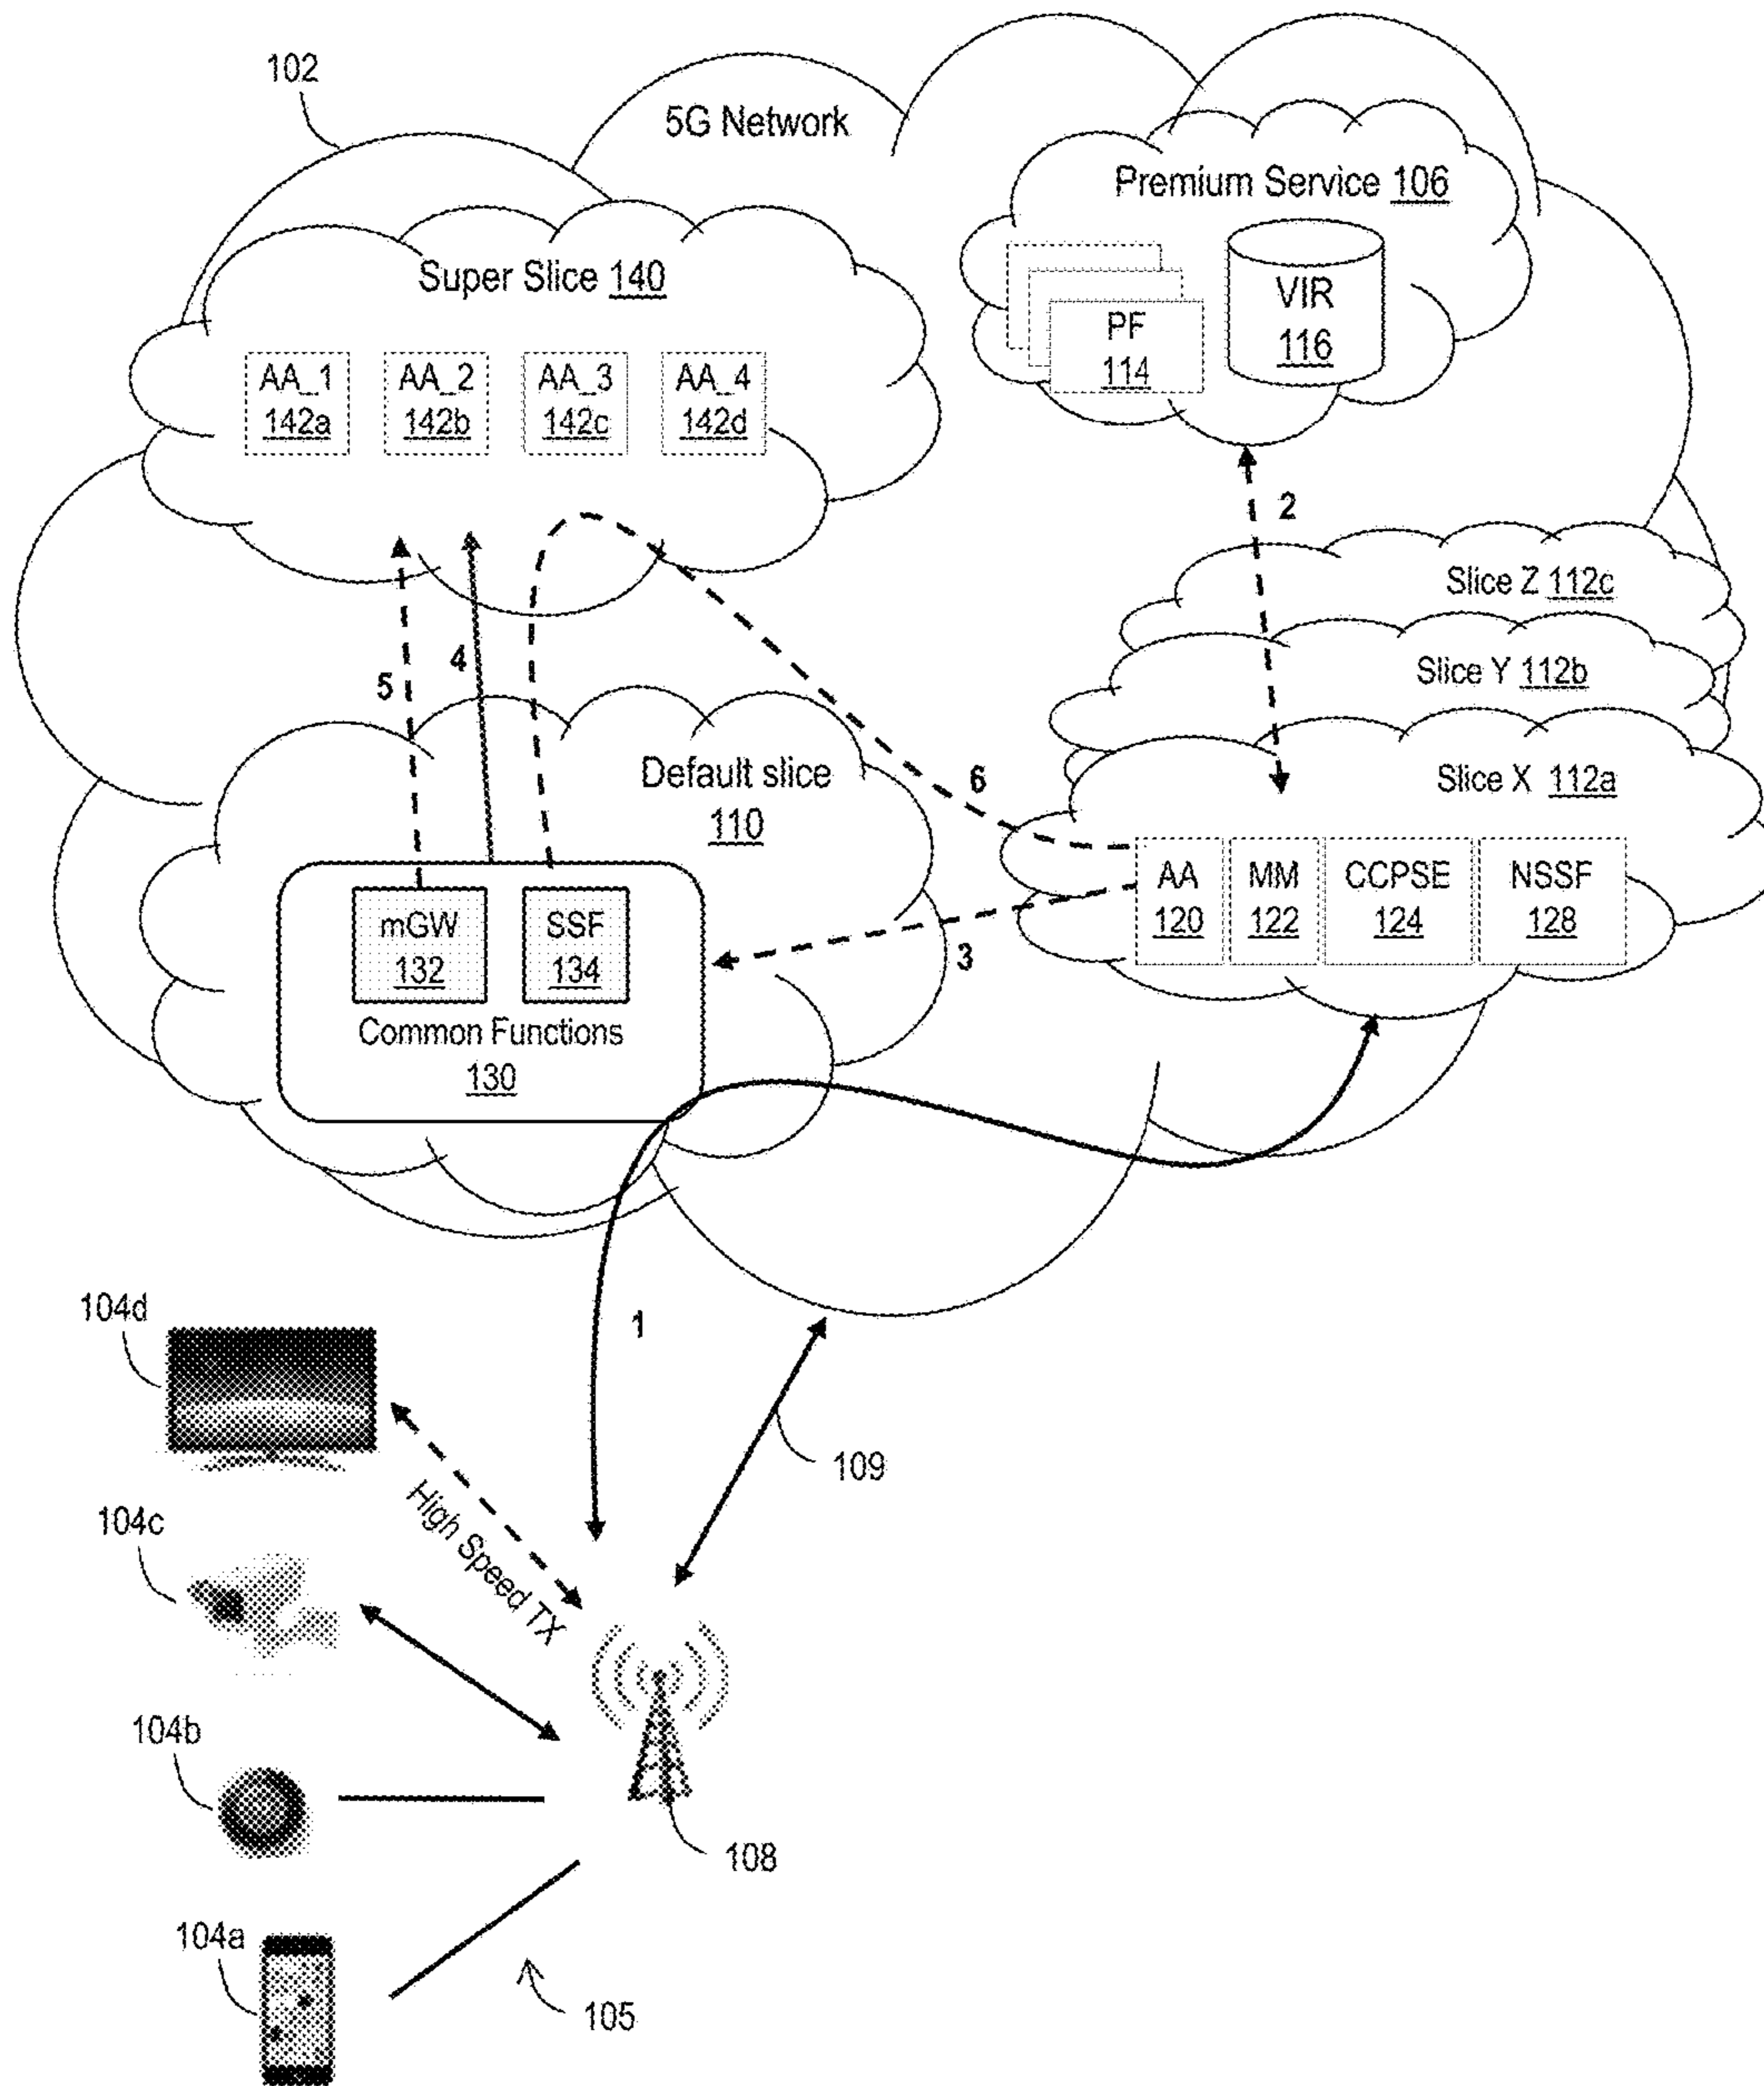 102
5G Network
Premium Service 106
PF
114
VIR
116
Super Slice 140
AA_1
142a
AA_2
142b
AA_3
142c
AA_4
142d
2
Slice Z 112c
Slice Y 112b
Slice X 112a
AA
120
MM
122
CCPSE
124
NSSF
128
5
4
6
3
Default slice
110
mGW
132
SSF
134
Common Functions
130
1
109
104d
High Speed TX
104c
104b
108
104a
105